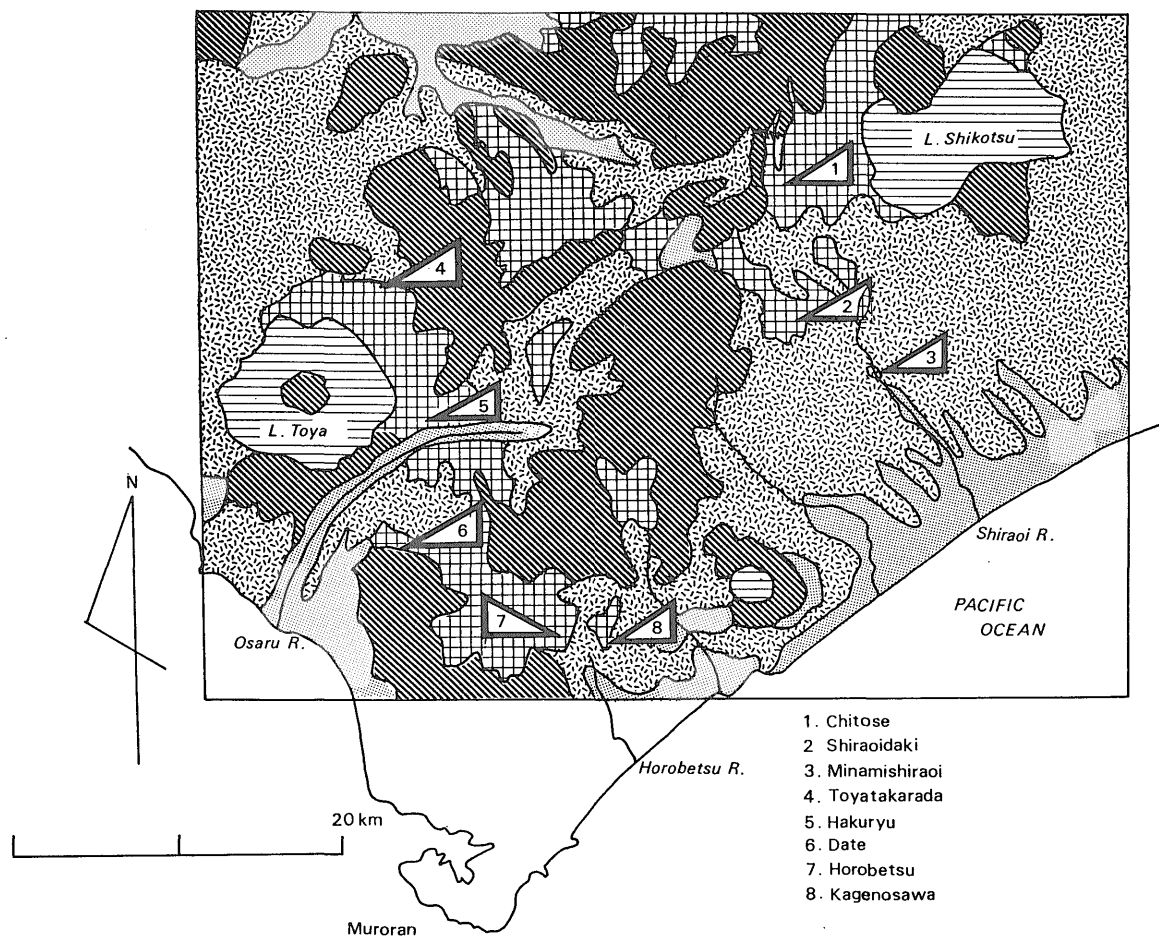 L. Shikotsu
1
4
2
3
5
L. Toya
N
6
Shiraoi R.
7
8
PACIFIC
OCEAN
Osaru R.
1. Chitose
2 Shiraoidaki
Horobetsu R.
3. Minamishiraoi
4. Toyatakarada
20 km
5. Hakuryu
6. Date
7. Horobetsu
8. Kagenosawa
Muroran